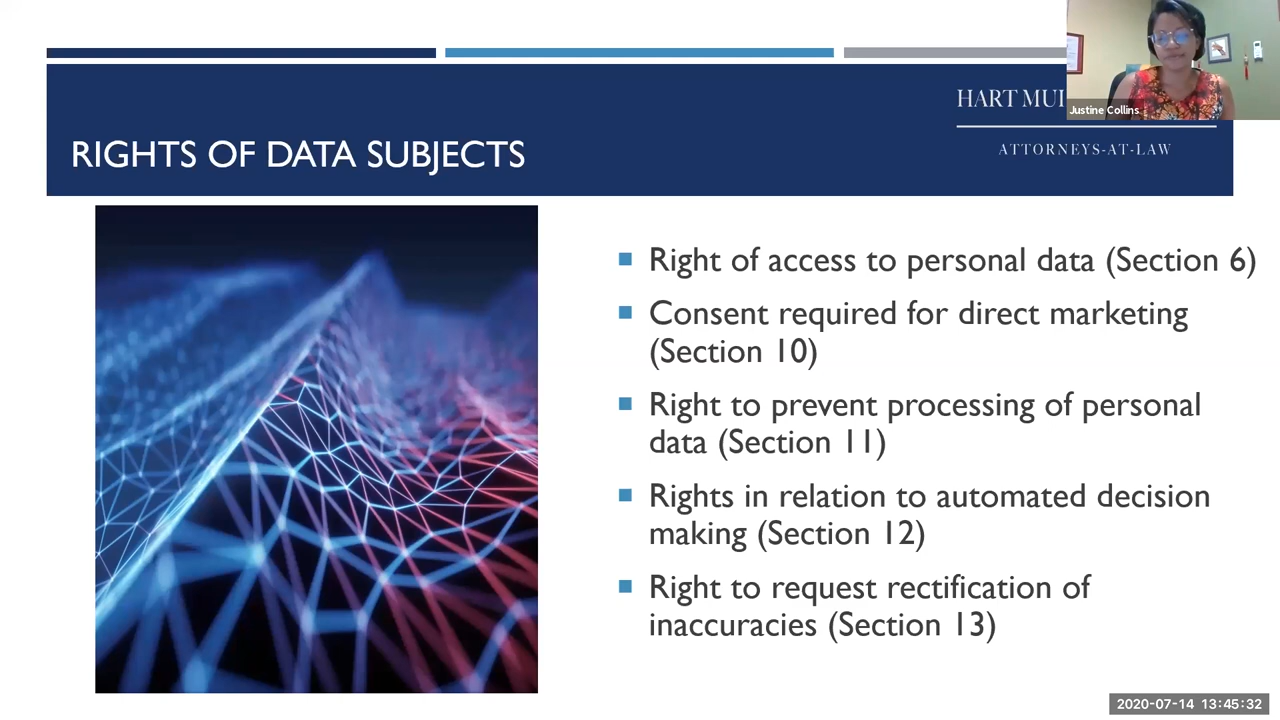 HART MUI
Justine Collins
ATTORNEYS-AT-LAW
RIGHTS OF DATA SUBJECTS
Right of access to personal data (Section 6)
Consent required for direct marketing
(Section 10)
Right to prevent processing of personal
data (Section 11)
Rights in relation to automated decision
making (Section 12)
Right to request rectification of
inaccuracies (Section 13)
2020-07-14 13:45:32